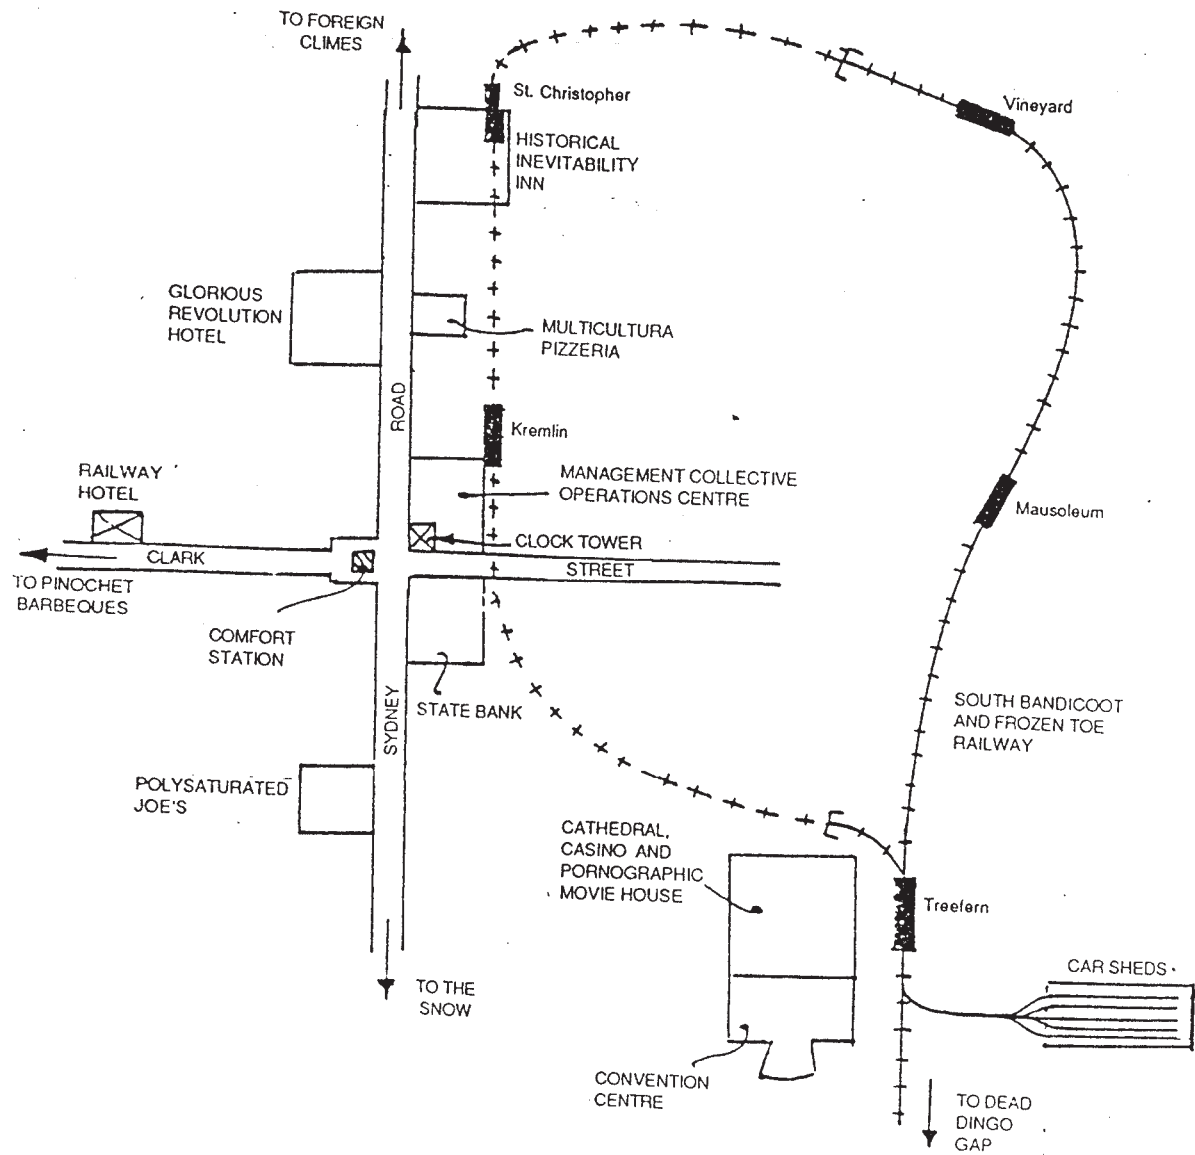 TO FOREIGN
CLIMES
St. Christopher
Vineyard
HISTORICAL
INEVITABILITY
INN
GLORIOUS
REVOLUTION
HOTEL
MULTICULTURA
PIZZERIA
ROAD
Kremlin
RAILWAY
HOTEL
MANAGEMENT COLLECTIVE
OPERATIONS CENTRE
Mausoleum
CLOCK TOWER
CLARK
STREET
TO PINOCHET
BARBEQUES
COMFORT
STATION
SOUTH BANDICOOT
AND FROZEN TOE
RAILWAY
STATE BANK
SYDNEY
POLYSATURATED
JOE'S
CATHEDRAL,
CASINO AND
PORNOGRAPHIC
MOVIE HOUSE
Treefern
CAR SHEDS
TO THE
SNOW
CONVENTION
CENTRE
TO DEAD
DINGO
GAP